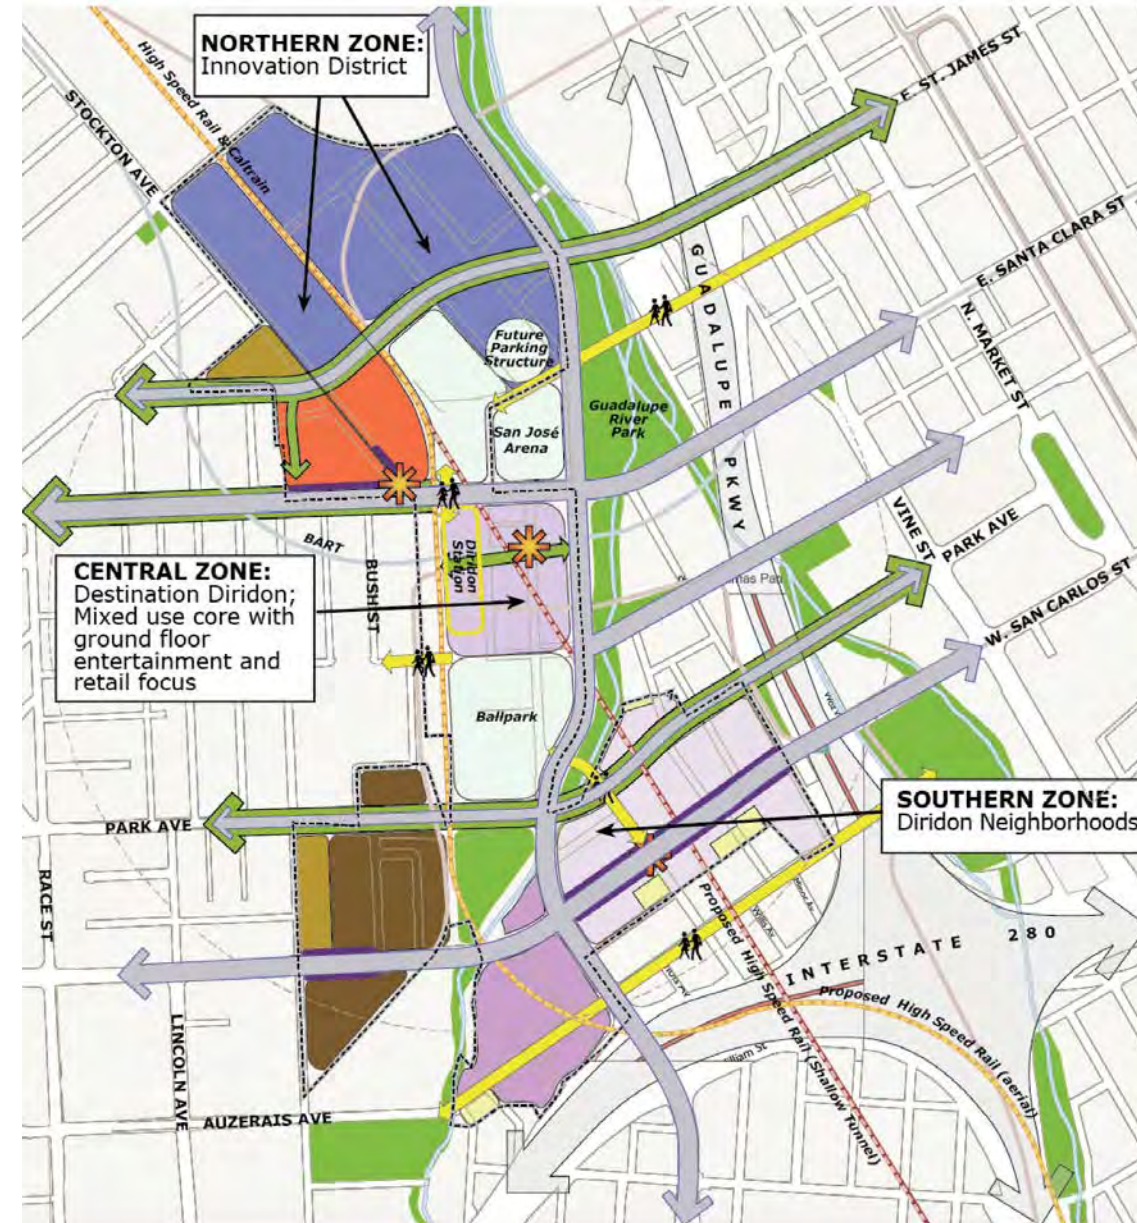 NORTHERN ZONE:
Innovation District
High Speed Rail & Caltrain
STOCKTON AVE
E. ST. JAMES ST
E. SANTA CLARA ST
N. MARKET ST
GUADALUPE PKWY
Future
Parking
Structure
San José
Arena
Guadalupe
River
Park
BART
BUSH ST
Diridon
Station
VINE ST
PARK AVE
W. SAN CARLOS ST
CENTRAL ZONE:
Destination Diridon;
Mixed use core with
ground floor
entertainment and
retail focus
Ballpark
SOUTHERN ZONE:
Diridon Neighborhoods
PARK AVE
RACE ST
LINCOLN AVE
AUZERAIS AVE
Willis Av
Proposed High Speed Rail (Shallow Tunnel)
INTERSTATE 280
Proposed High Speed Rail (aerial)